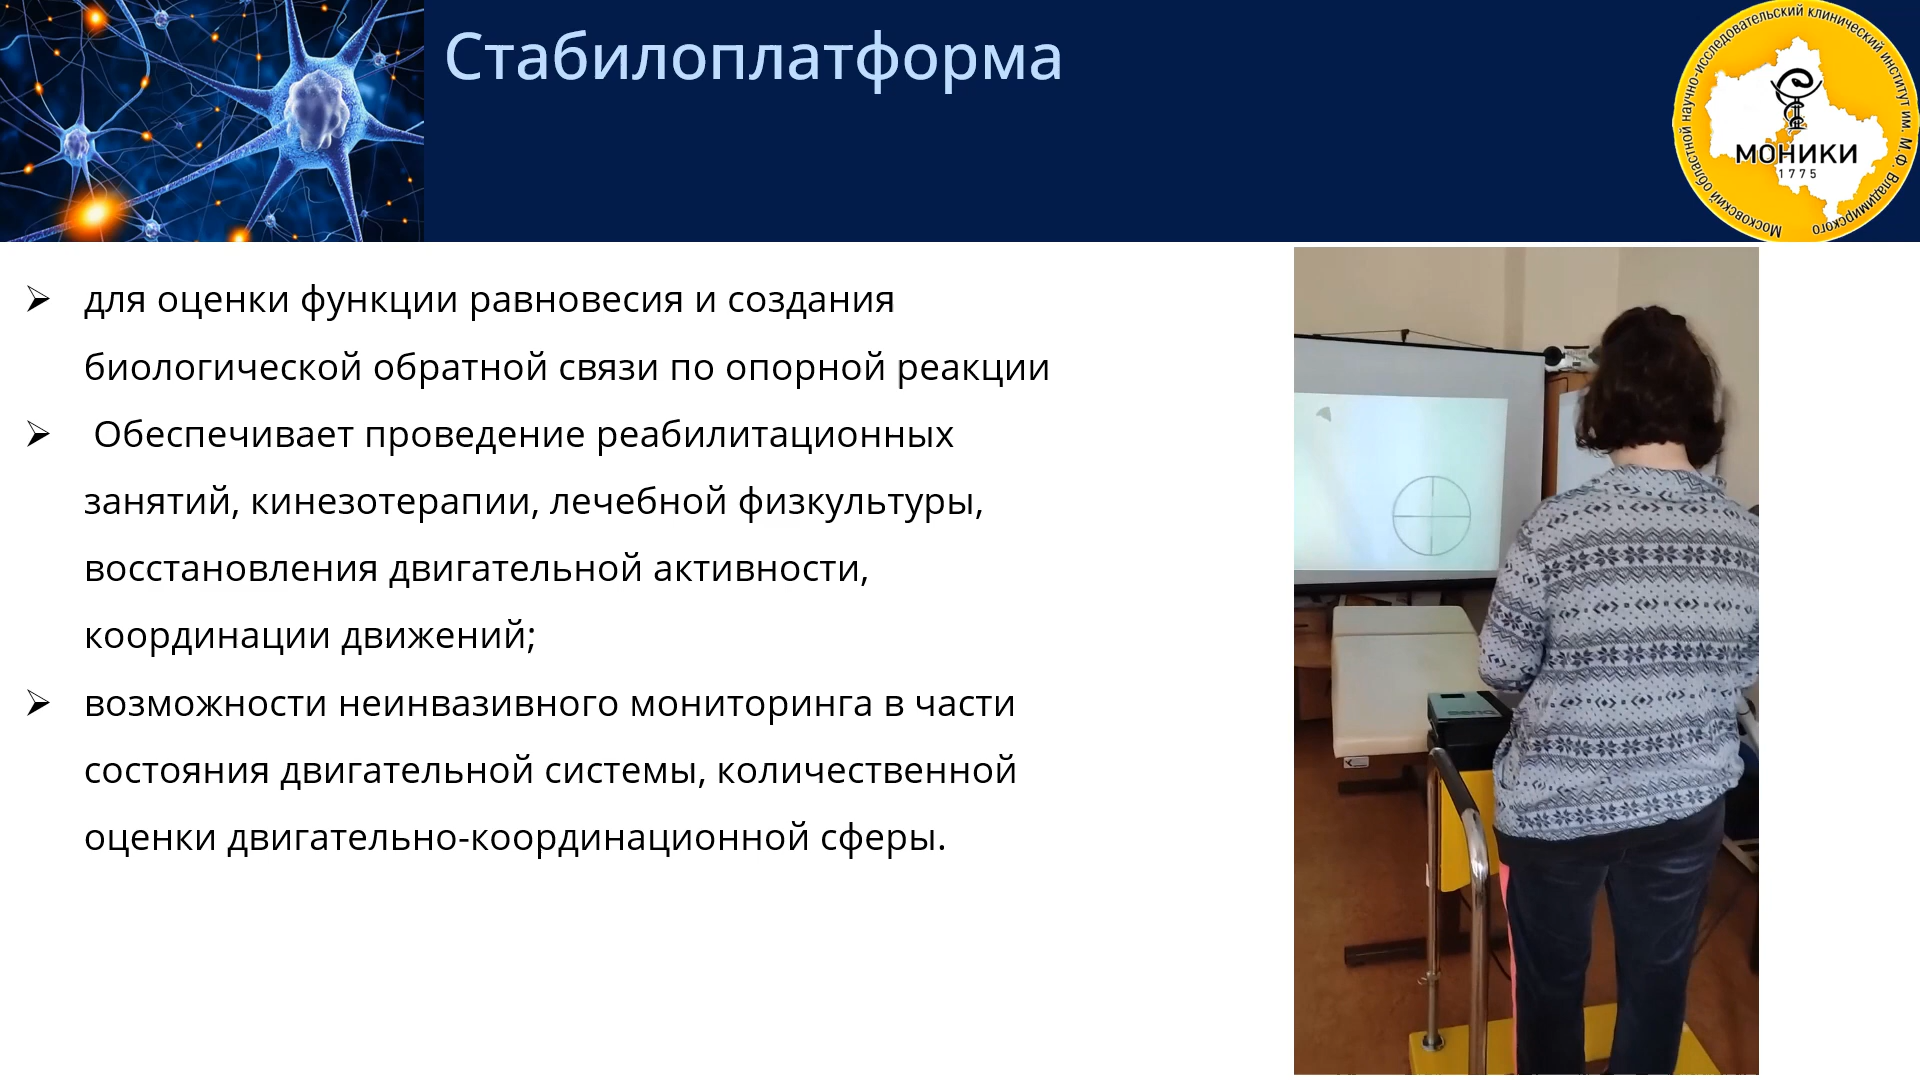 Стабилоплатформа
Московский областной научно-исследовательский клинический институт им. М.Ф. Владимирского
МОНИКИ
1775
для оценки функции равновесия и создания
биологической обратной связи по опорной реакции
Обеспечивает проведение реабилитационных
занятий, кинезотерапии, лечебной физкультуры,
восстановления двигательной активности,
координации движений;
возможности неинвазивного мониторинга в части
состояния двигательной системы, количественной
оценки двигательно-координационной сферы.